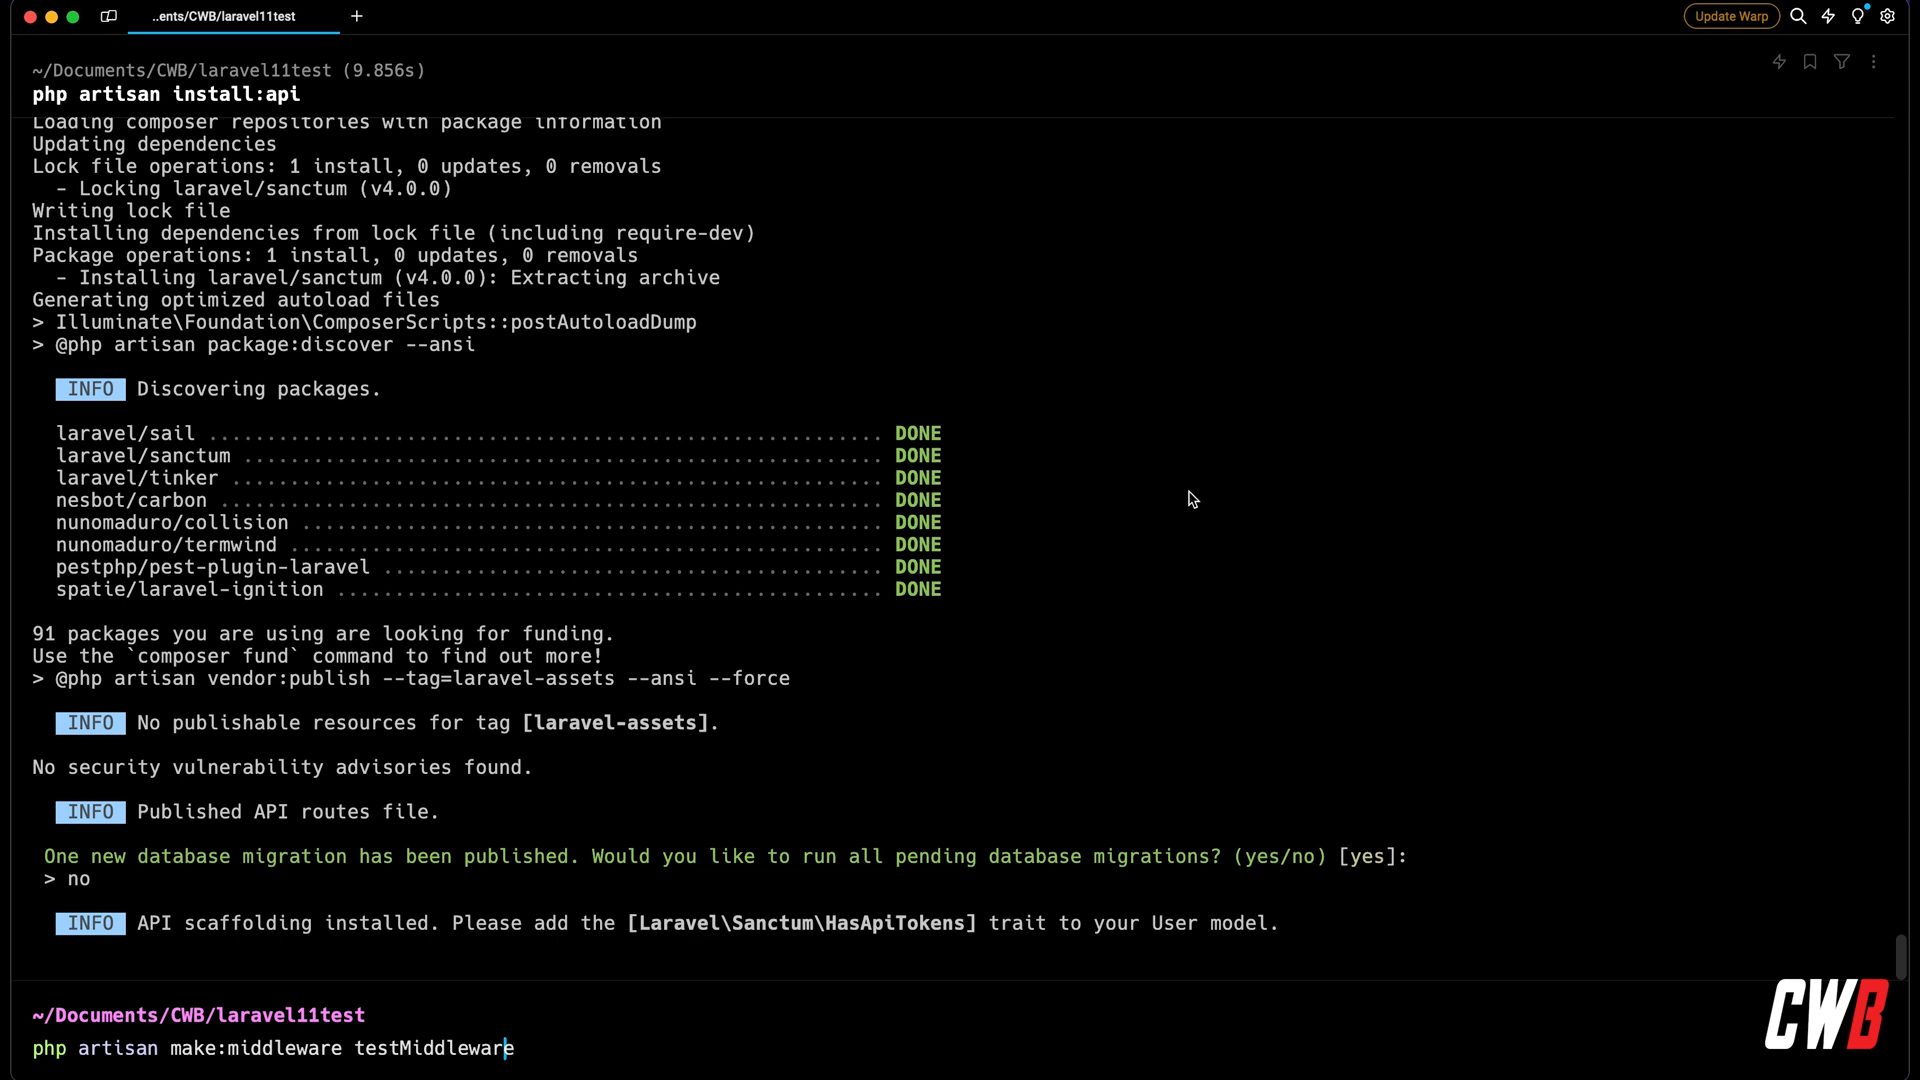 ..ents/CWB/laravel11test
+
Update Warp
~/Documents/CWB/laravel11test (9.856s)
php artisan install:api
Loading composer repositories with package information
Updating dependencies
Lock file operations: 1 install, 0 updates, 0 removals
  - Locking laravel/sanctum (v4.0.0)
Writing lock file
Installing dependencies from lock file (including require-dev)
Package operations: 1 install, 0 updates, 0 removals
  - Installing laravel/sanctum (v4.0.0): Extracting archive
Generating optimized autoload files
> Illuminate\Foundation\ComposerScripts::postAutoloadDump
> @php artisan package:discover --ansi
INFO Discovering packages.
laravel/sail ......................................................... DONE
laravel/sanctum ...................................................... DONE
laravel/tinker ....................................................... DONE
nesbot/carbon ........................................................ DONE
nunomaduro/collision ................................................. DONE
nunomaduro/termwind .................................................. DONE
pestphp/pest-plugin-laravel .......................................... DONE
spatie/laravel-ignition .............................................. DONE
91 packages you are using are looking for funding.
Use the `composer fund` command to find out more!
> @php artisan vendor:publish --tag=laravel-assets --ansi --force
INFO No publishable resources for tag [laravel-assets].
No security vulnerability advisories found.
INFO Published API routes file.
One new database migration has been published. Would you like to run all pending database migrations? (yes/no) [yes]:
> no
INFO API scaffolding installed. Please add the [Laravel\Sanctum\HasApiTokens] trait to your User model.
~/Documents/CWB/laravel11test
php artisan make:middleware testMiddleware
CWB